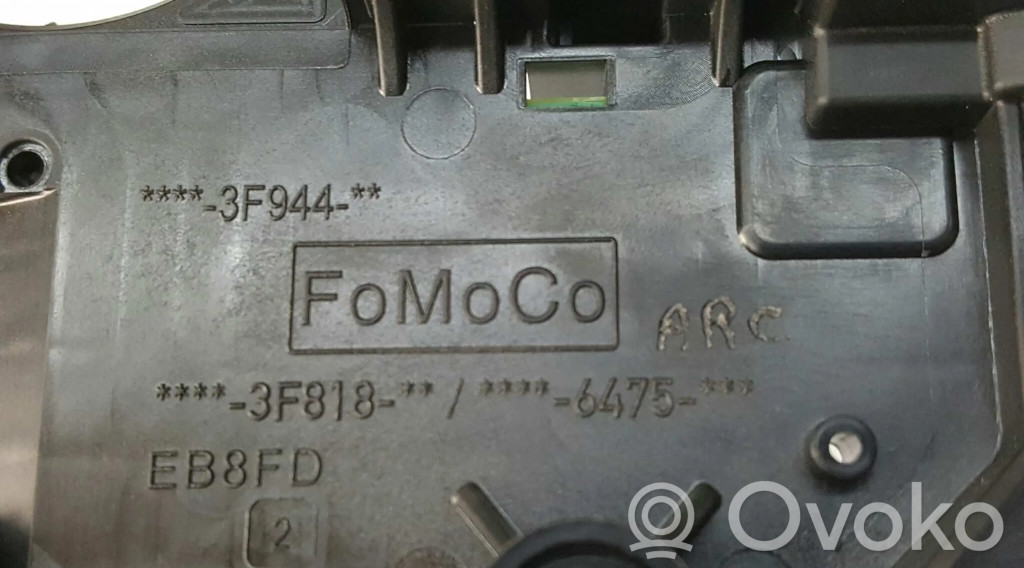 ****-3F944-**
FoMoCo
ARC
****-3F818-** / ****-6475-***
EB8FD
2
Ovoko